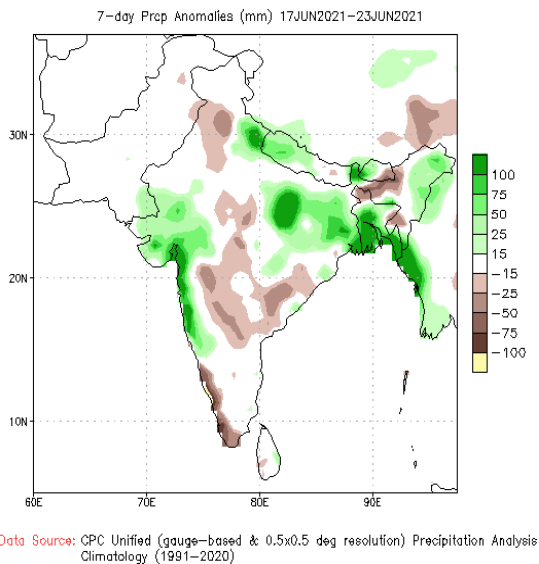 7-day Prcp Anomalies (mm) 17JUN2021-23JUN2021
30N
20N
10N
60E 70E 80E 90E
100
75
50
25
15
-15
-25
-50
-75
-100
Data Source: CPC Unified (gauge-based & 0.5x0.5 deg resolution) Precipitation Analysis
Climatology (1991-2020)